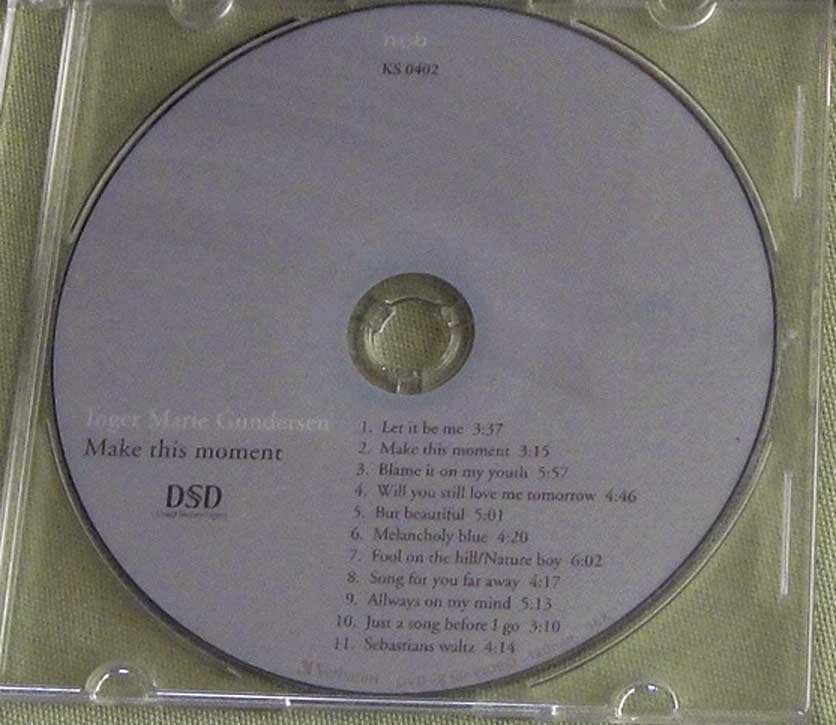 KS 0402
Inger Marie Gundersen
Make this moment
DSD
1. Let it be me 3:37
2. Make this moment 3:15
3. Blame it on my youth 5:57
4. Will you still love me tomorrow 4:46
5. But beautiful 5:01
6. Melancholy blue 4:20
7. Fool on the hill/Nature boy 6:02
8. Song for you far away 4:17
9. Allways on my mind 5:13
10. Just a song before I go 3:10
11. Sebastians waltz 4:14
Verbatim